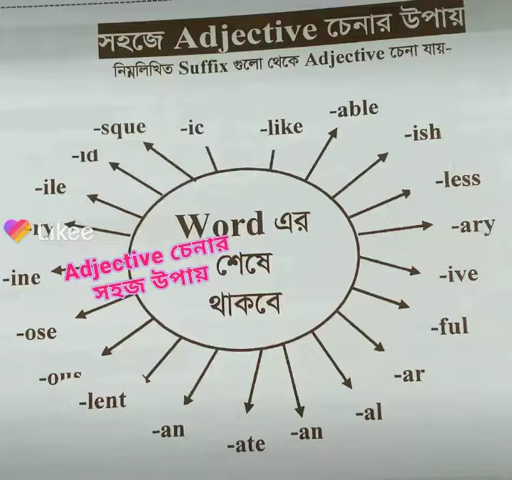 সহজে Adjective চেনার উপায়
নিম্নলিখিত Suffix গুলো থেকে Adjective চেনা যায়-
-able
-sque -ic -like
-ish
-ile
-less
Likee
-ary
Word এর
শেষে
থাকবে
Adjective চেনার
সহজ উপায়
-ine
-ive
-ose
-ful
-lent
-ar
-al
-an
-ate
-an